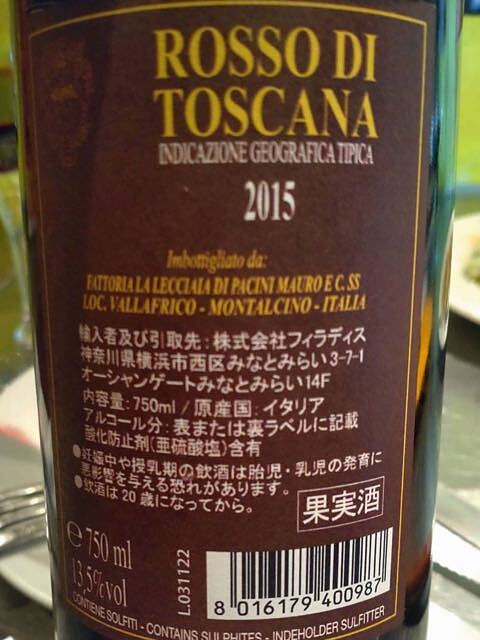 ROSSO DI
TOSCANA
INDICAZIONE GEOGRAFICA TIPICA
2015
Imbottigliato da:
FATTORIA LA LECCIAIA DI PACINI MAURO E C. SS
LOC. VALLAFRICO - MONTALCINO - ITALIA
輸入者及び引取先：株式会社フィラディス
神奈川県横浜市西区みなとみらい3-7-1
オーシャンゲートみなとみらい14F
内容量：750ml / 原産国：イタリア
アルコール分：表または裏ラベルに記載
酸化防止剤(亜硫酸塩)含有
●妊娠中や授乳期の飲酒は胎児・乳児の発育に
悪影響を与える恐れがあります。
●飲酒は20歳になってから。
果実酒
e 750 ml
13,5%vol
L031122
8 016179 400987
CONTIENE SOLFITI - CONTAINS SULPHITES - INDEHOLDER SULFITTER